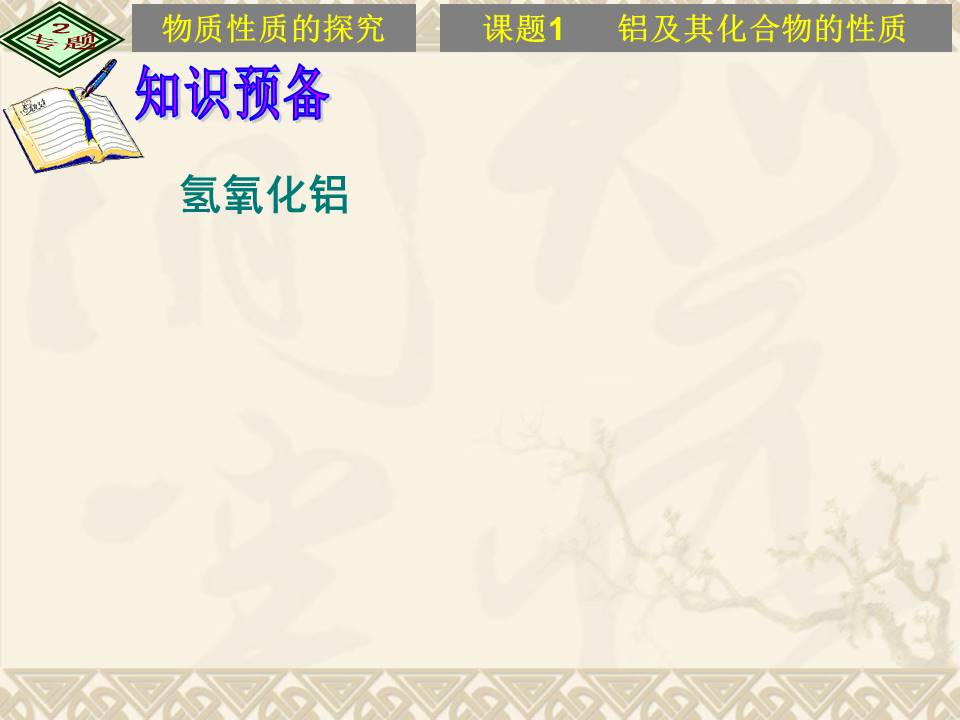 2
专题
物质性质的探究
课题1 铝及其化合物的性质
知识预备
氢氧化铝